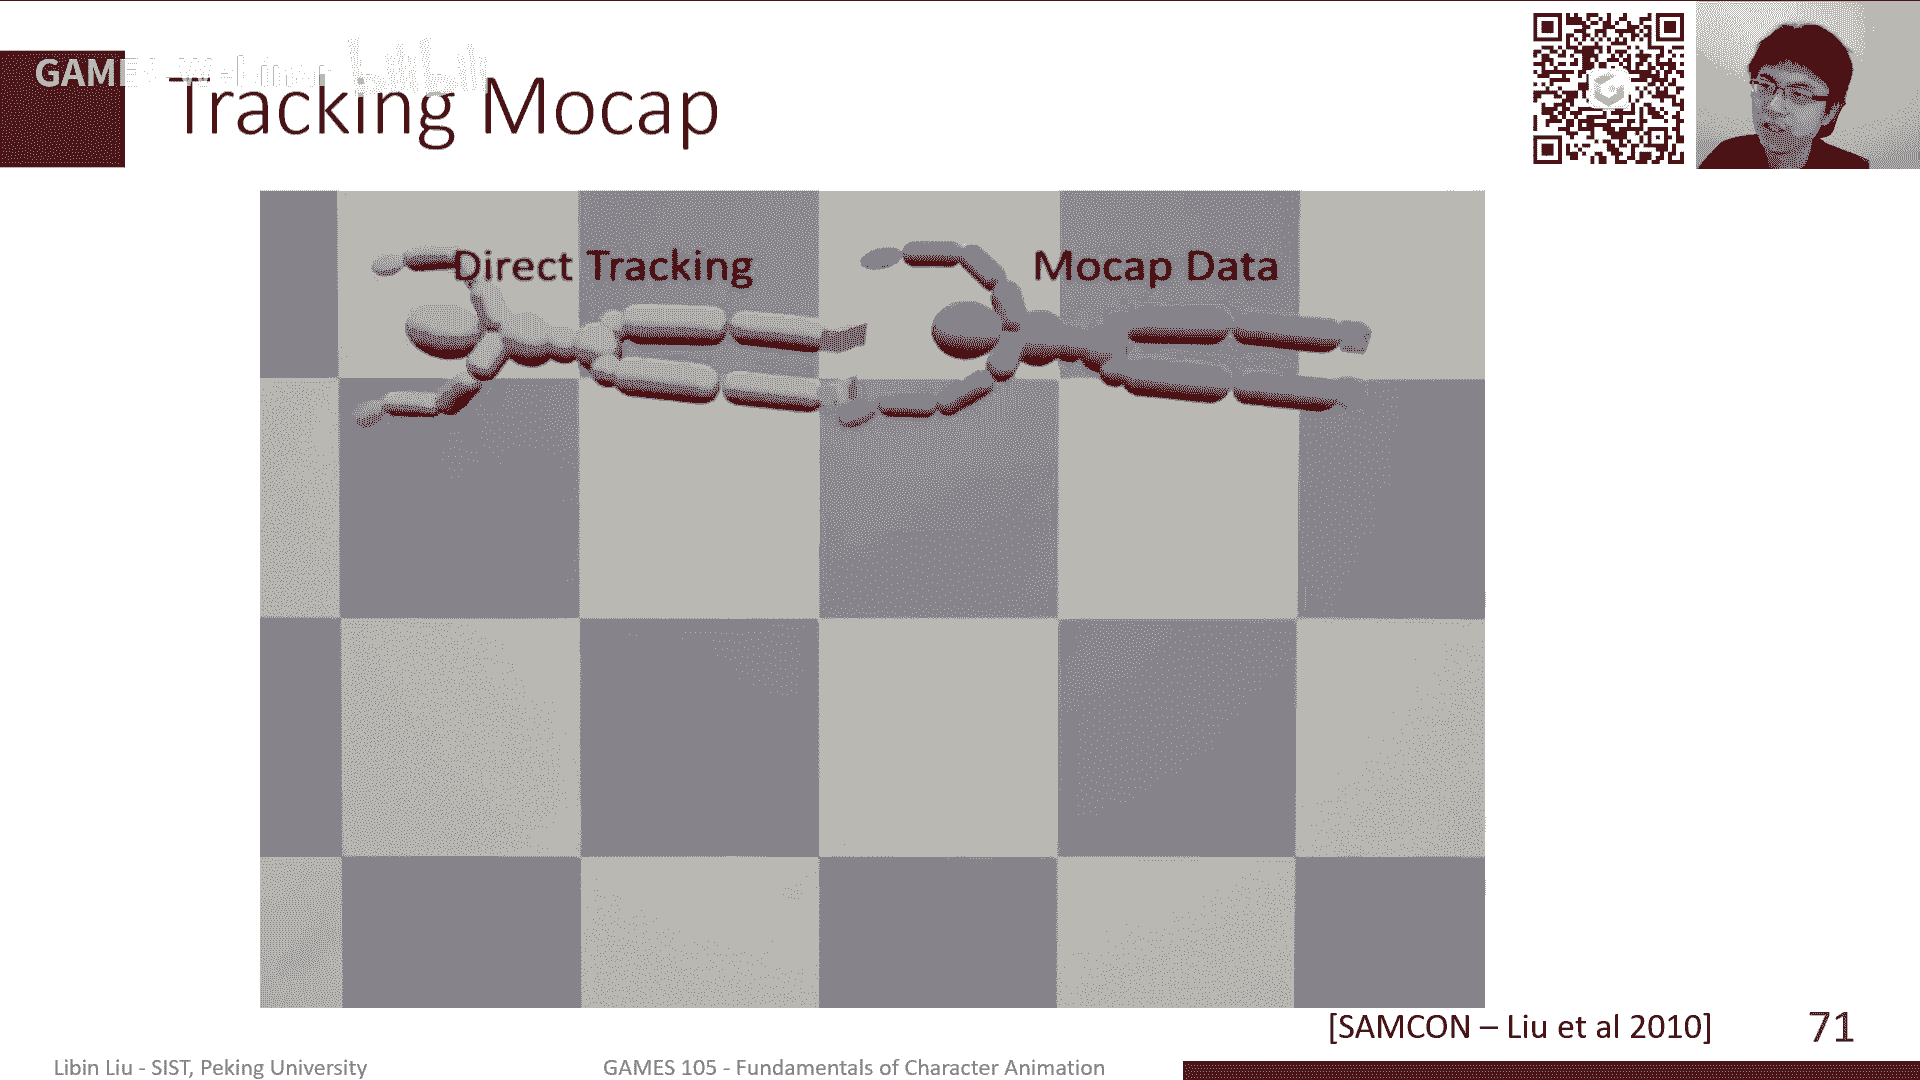 GAMES Webinar
Tracking Mocap
Direct Tracking
Mocap Data
[SAMCON – Liu et al 2010]
71
Libin Liu - SIST, Peking University
GAMES 105 - Fundamentals of Character Animation